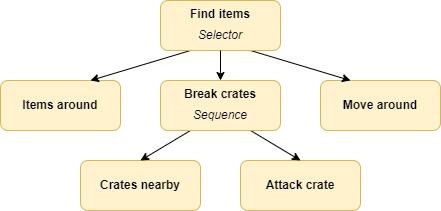 Find items
Selector
Items around
Break crates
Sequence
Move around
Crates nearby
Attack crate